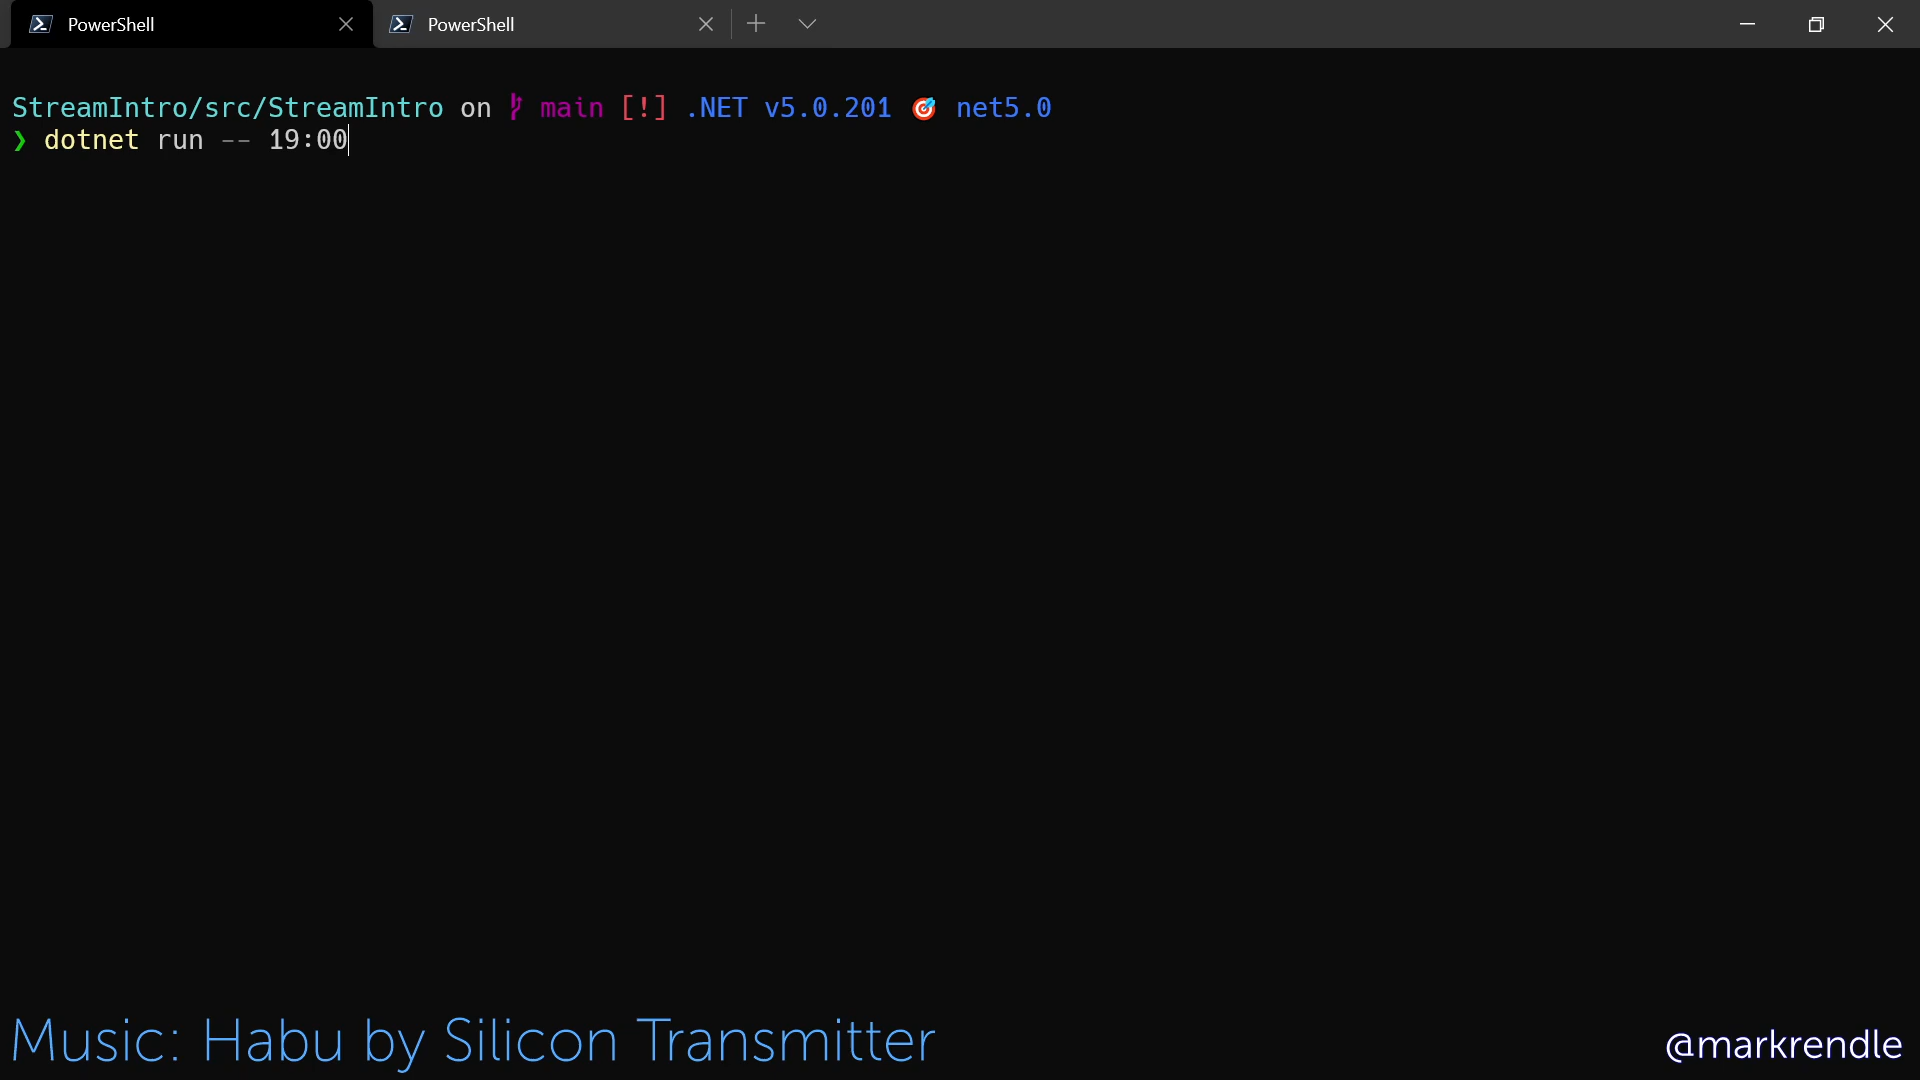 PowerShell
PowerShell
StreamIntro/src/StreamIntro on main [!] .NET v5.0.201 🎯 net5.0
❯ dotnet run -- 19:00
Music: Habu by Silicon Transmitter
@markrendle